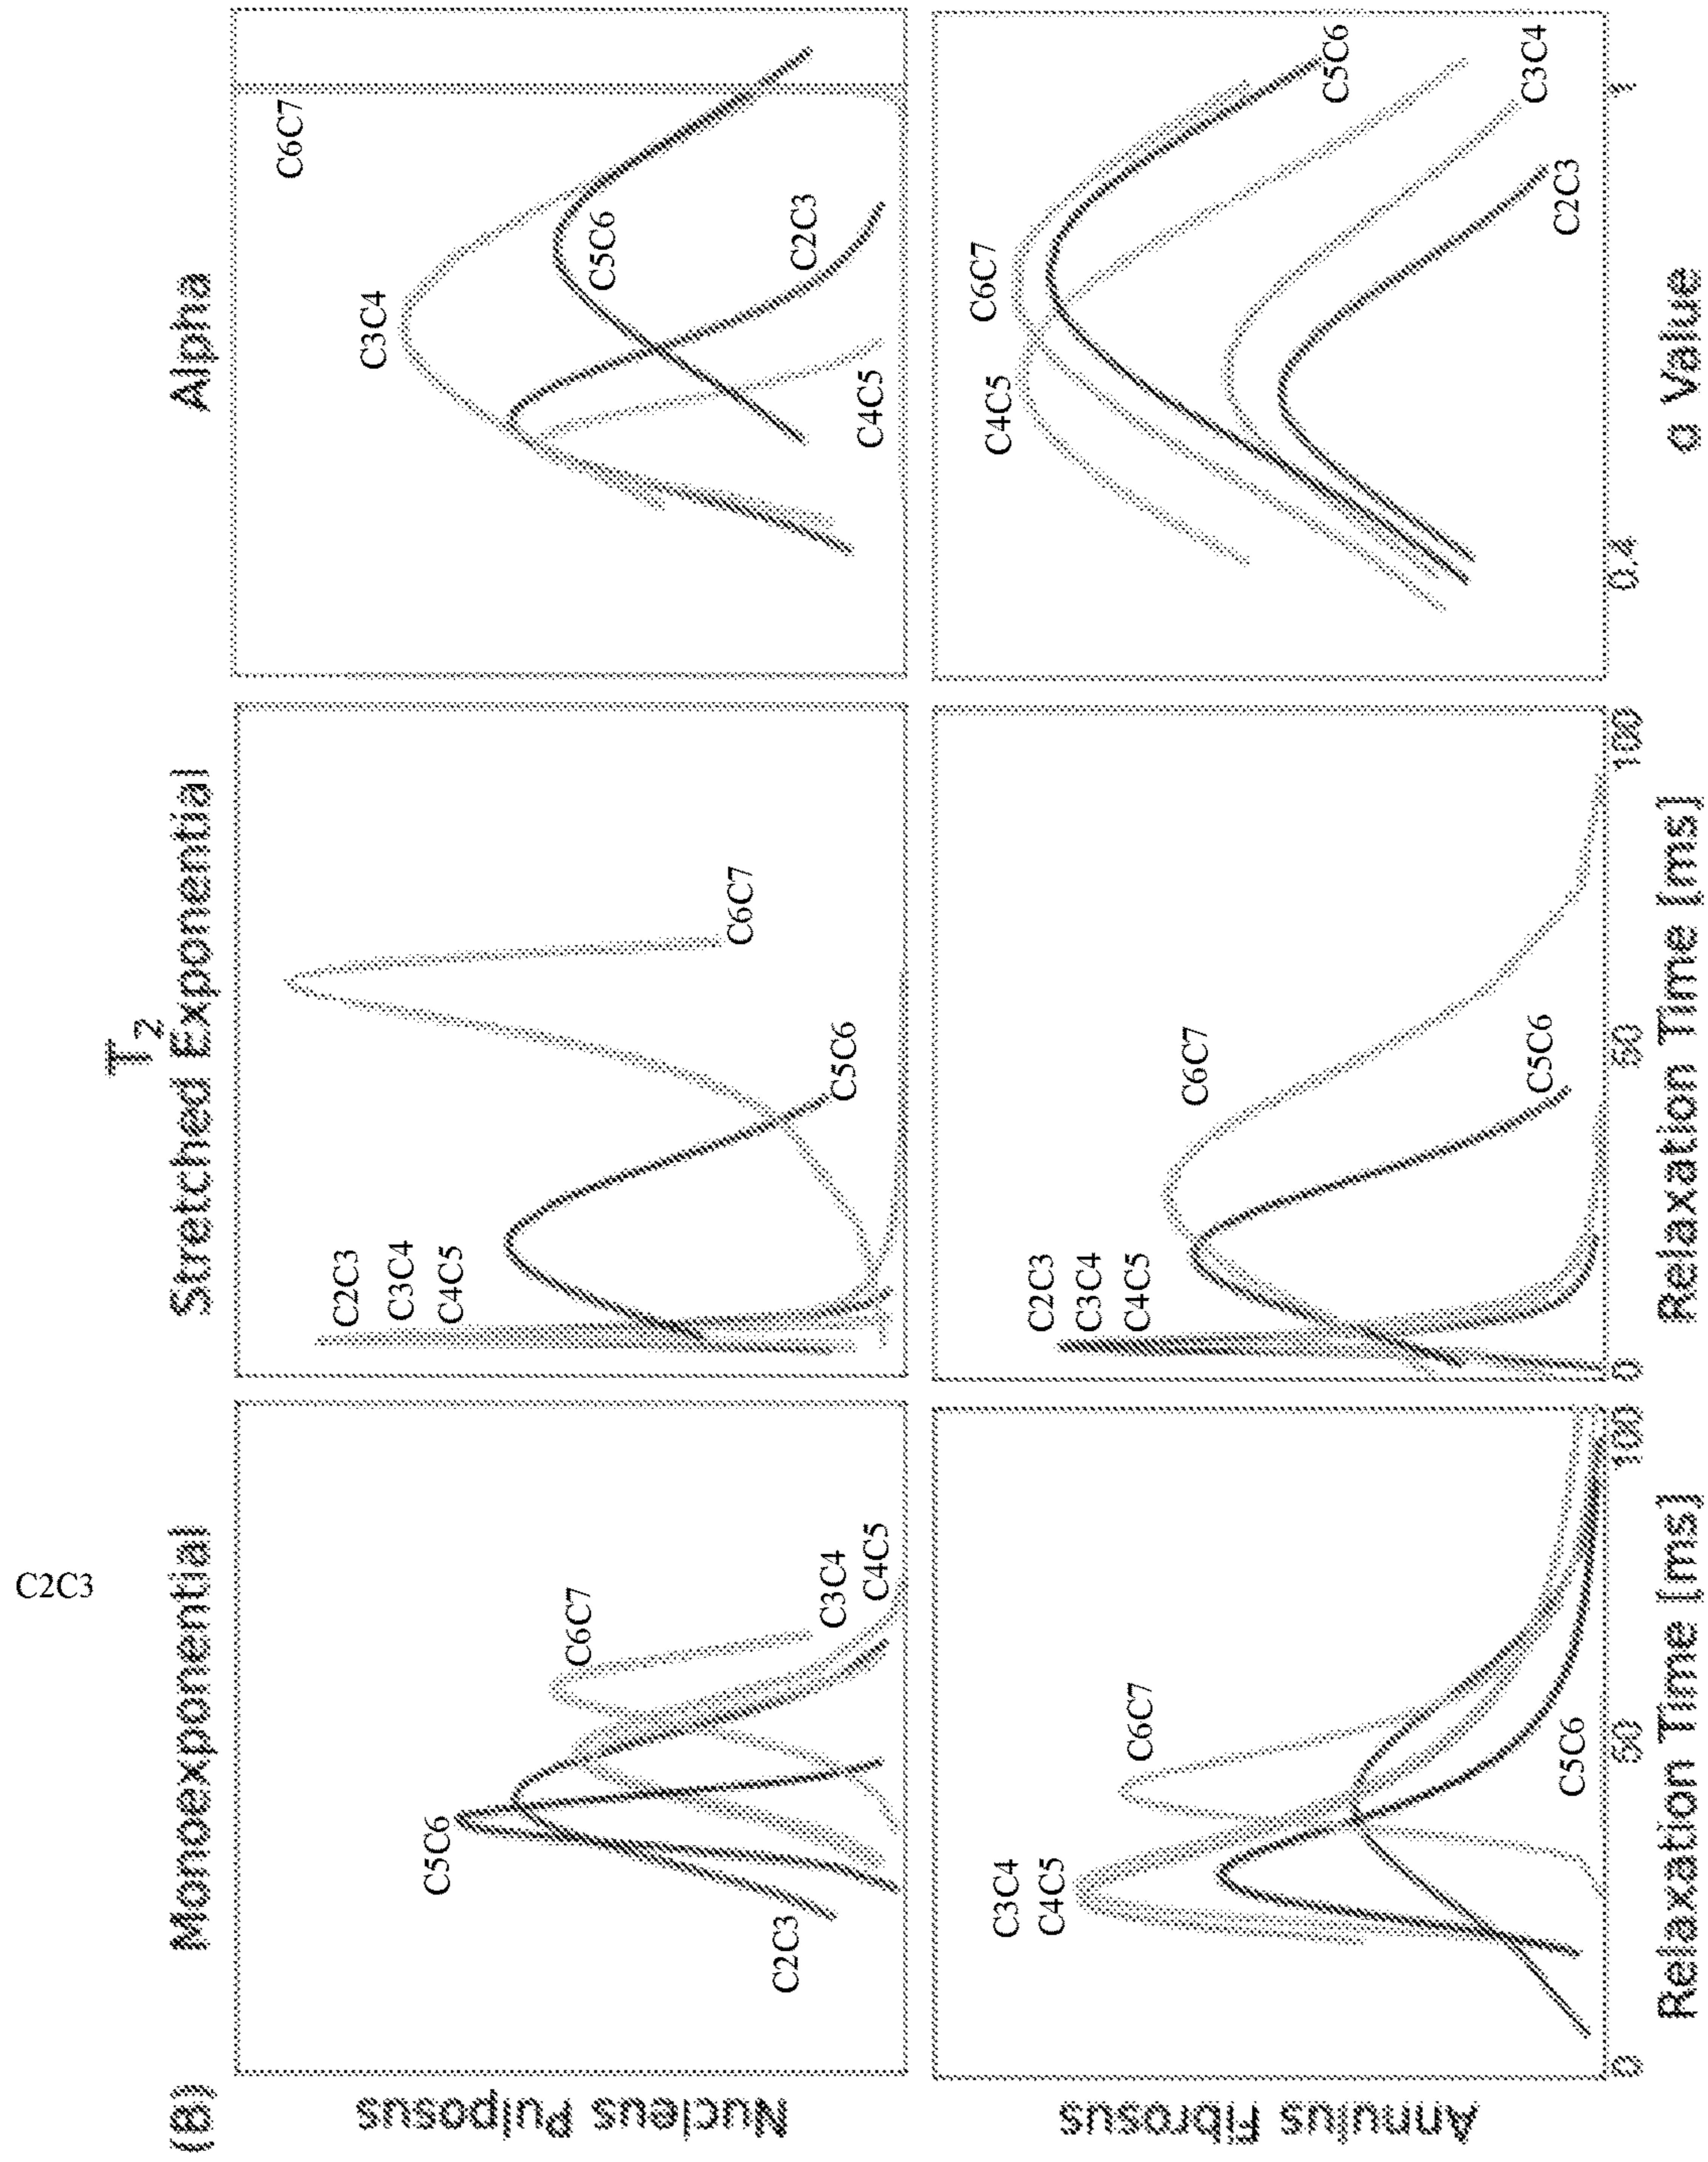 C2C3
(B)
T2
Monoexponential
Stretched Exponential
Alpha
Nucleus Pulposus
C5C6
C2C3
C6C7
C3C4
C4C5
C2C3
C3C4
C4C5
C5C6
C6C7
C6C7
C3C4
C5C6
C2C3
C4C5
Annulus Fibrosus
C3C4
C4C5
C6C7
C5C6
C2C3
C3C4
C4C5
C6C7
C5C6
C6C7
C4C5
C5C6
C3C4
C2C3
0 50 100
0 50 100
0.4 1
Relaxation Time [ms]
Relaxation Time [ms]
α Value